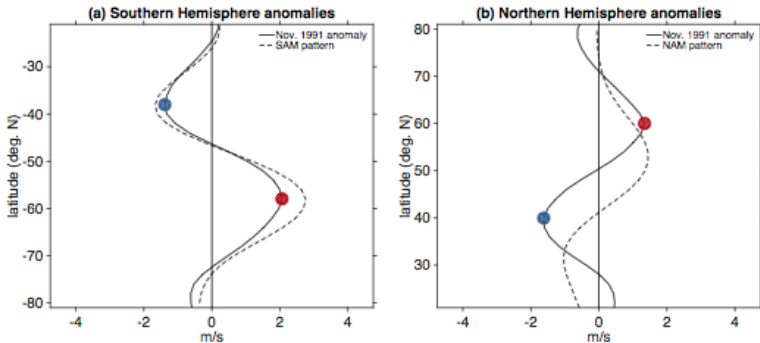 (a) Southern Hemisphere anomalies
Nov. 1991 anomaly
SAM pattern
latitude (deg. N)
-30
-40
-50
-60
-70
-80
-4 -2 0 2 4
m/s
(b) Northern Hemisphere anomalies
Nov. 1991 anomaly
NAM pattern
latitude (deg. N)
80
70
60
50
40
30
-4 -2 0 2 4
m/s